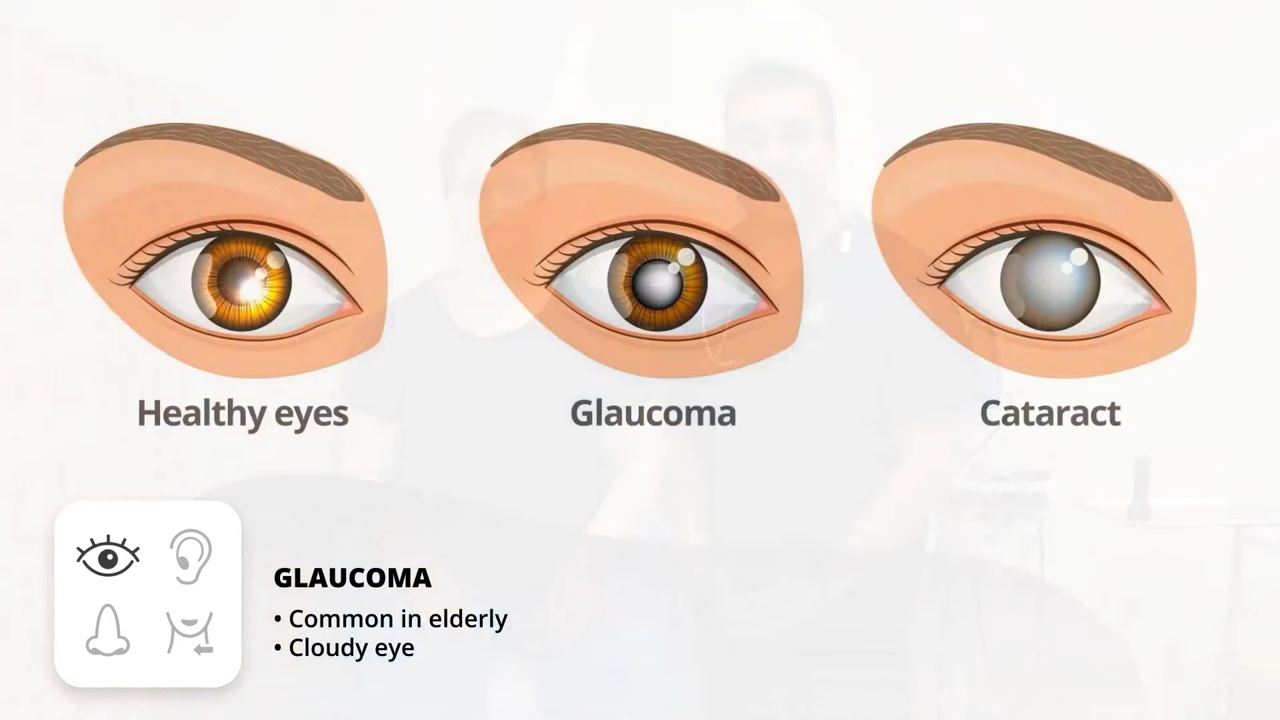 Healthy eyes
Glaucoma
Cataract
GLAUCOMA
• Common in elderly
• Cloudy eye